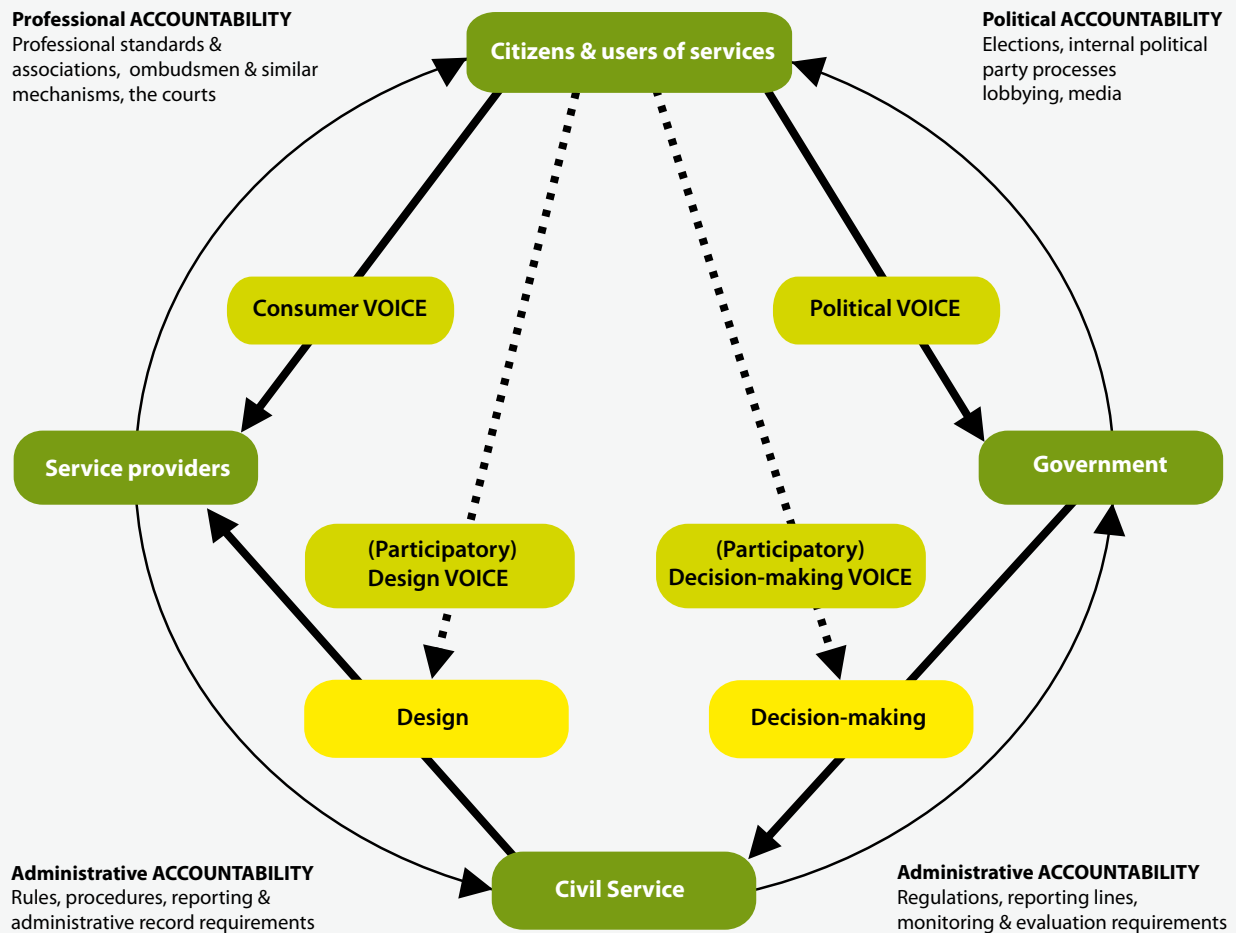 Professional ACCOUNTABILITY
Professional standards &
associations, ombudsmen & similar
mechanisms, the courts
Citizens & users of services
Political ACCOUNTABILITY
Elections, internal political
party processes
lobbying, media
Consumer VOICE
Political VOICE
Service providers
Government
(Participatory)
Design VOICE
(Participatory)
Decision-making VOICE
Design
Decision-making
Administrative ACCOUNTABILITY
Rules, procedures, reporting &
administrative record requirements
Civil Service
Administrative ACCOUNTABILITY
Regulations, reporting lines,
monitoring & evaluation requirements